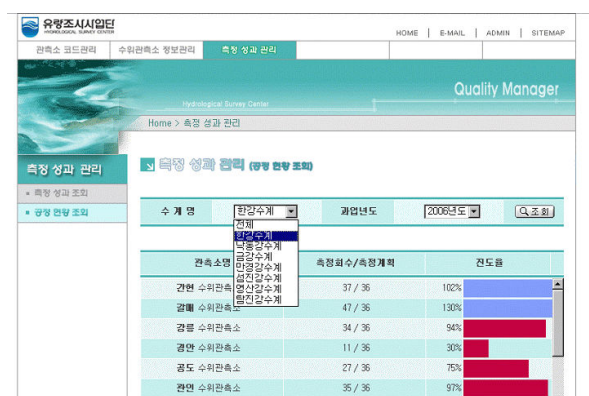 유량조사사업단
HYDROLOGICAL SURVEY CENTER
HOME | E-MAIL | ADMIN | SITEMAP
관측소 코드관리 수위관측소 정보관리 측정 성과 관리
Quality Manager
Hydrological Survey Center
Home > 측정 성과 관리
측정 성과 관리
측정 성과 조회
공정 현황 조회
측정 성과 관리 (공정 현황 조회)
수 계 명 한강수계 과업년도 2006년도 조 회
전체
한강수계
낙동강수계
금강수계
만경강수계
섬진강수계
영산강수계
탐진강수계
관측소명 측정회수/측정계획 진도율
간현 수위관측소 37 / 36 102%
갈매 수위관측소 47 / 36 130%
강릉 수위관측소 34 / 36 94%
경안 수위관측소 11 / 36 30%
공도 수위관측소 27 / 36 75%
관인 수위관측소 35 / 36 97%